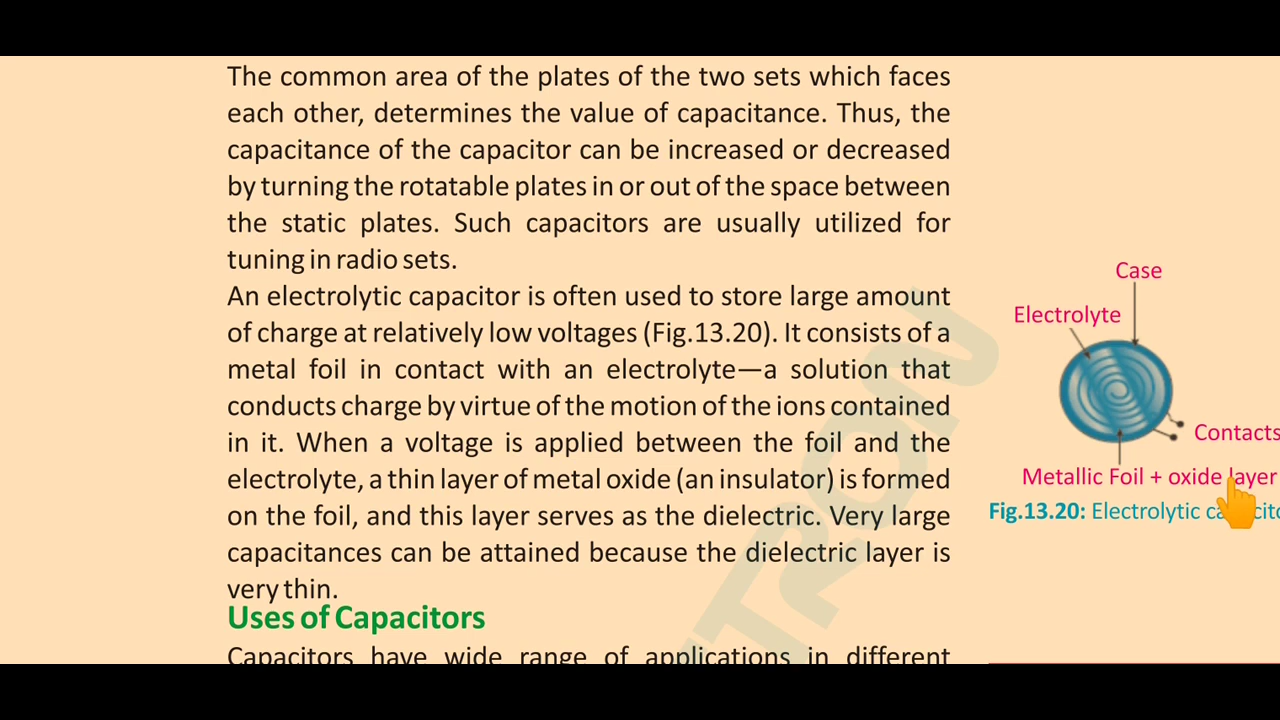 The common area of the plates of the two sets which faces
each other, determines the value of capacitance. Thus, the
capacitance of the capacitor can be increased or decreased
by turning the rotatable plates in or out of the space between
the static plates. Such capacitors are usually utilized for
tuning in radio sets.
An electrolytic capacitor is often used to store large amount
of charge at relatively low voltages (Fig.13.20). It consists of a
metal foil in contact with an electrolyte—a solution that
conducts charge by virtue of the motion of the ions contained
in it. When a voltage is applied between the foil and the
electrolyte, a thin layer of metal oxide (an insulator) is formed
on the foil, and this layer serves as the dielectric. Very large
capacitances can be attained because the dielectric layer is
very thin.
Uses of Capacitors
Capacitors have wide range of applications in different
Case
Electrolyte
Contacts
Metallic Foil + oxide layer
Fig.13.20: Electrolytic